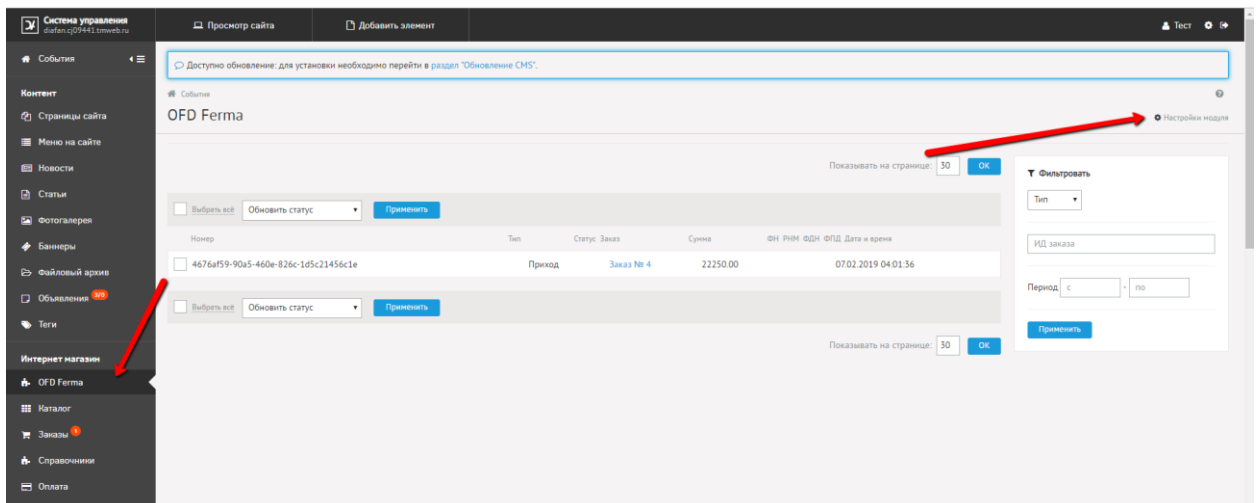 Система управления
diafan.cj09441.tmweb.ru
Просмотр сайта
Добавить элемент
Тест
События
Контент
Страницы сайта
Меню на сайте
Новости
Статьи
Фотогалерея
Баннеры
Файловый архив
Объявления 3/0
Теги
Интернет магазин
OFD Ferma
Каталог
Заказы 1
Справочники
Оплата
Доступно обновление: для установки необходимо перейти в раздел "Обновление CMS".
События
OFD Ferma
Настройки модуля
Показывать на странице: 30 ОК
Выбрать всё Обновить статус Применить
Номер Тип Статус Заказ Сумма ФН РНМ ФДН ФПД Дата и время
4676af59-90a5-460e-826c-1d5c21456c1e Приход Заказ № 4 22250.00 07.02.2019 04:01:36
Выбрать всё Обновить статус Применить
Показывать на странице: 30 ОК
Фильтровать
Тип
ИД заказа
Период с - по
Применить